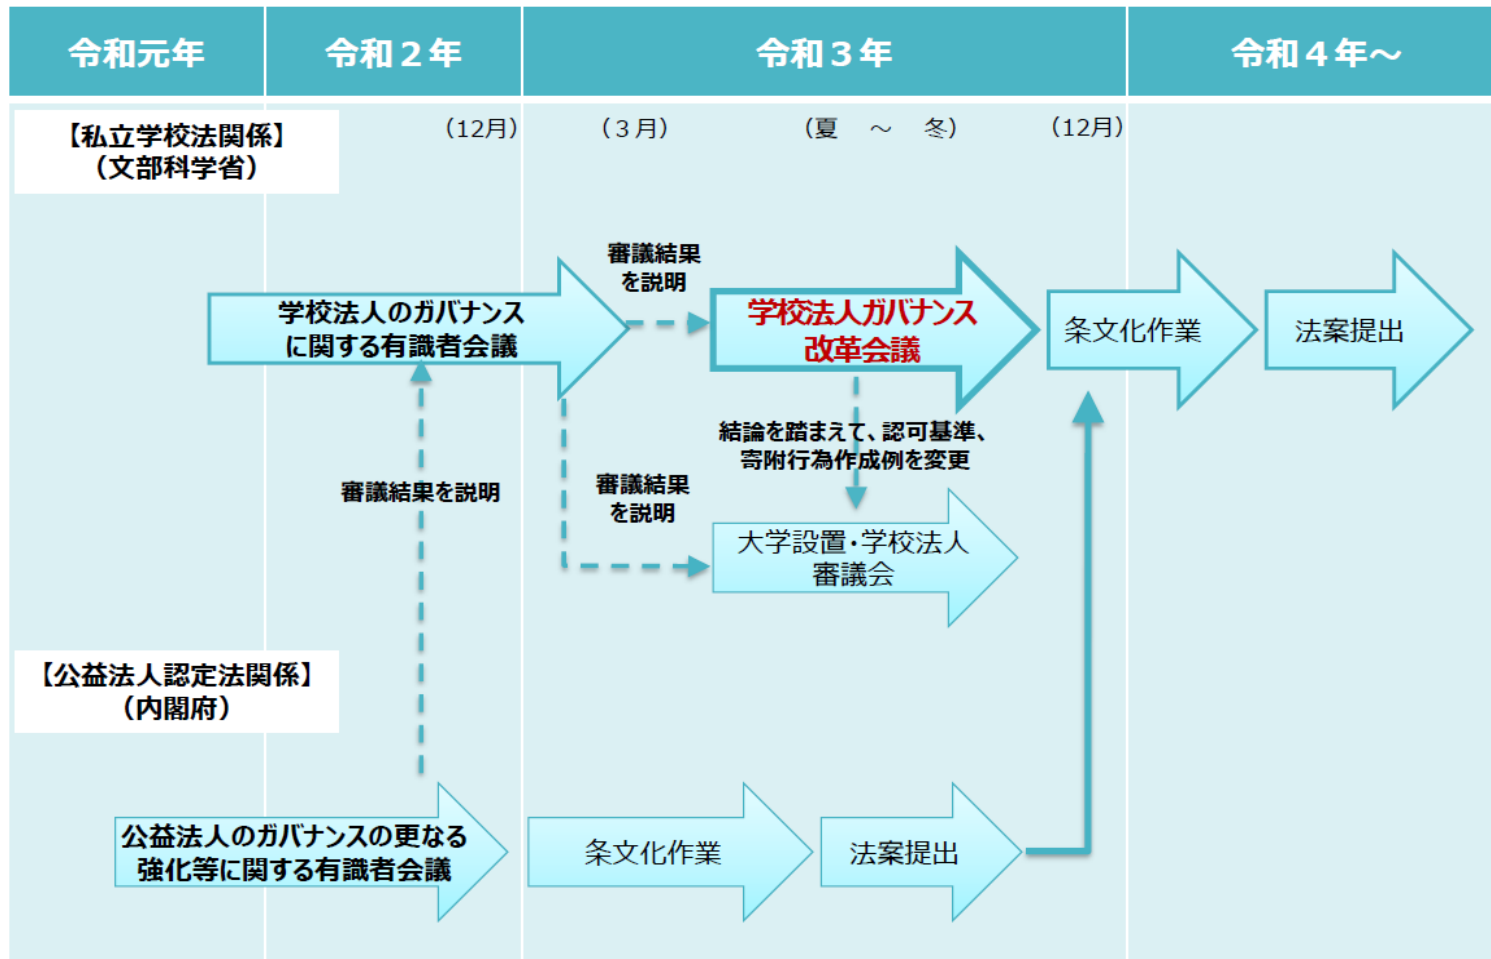 令和元年
令和２年
令和３年
令和４年～
【私立学校法関係】
（文部科学省）
（12月）
（３月）
（夏　～　冬）
（12月）
審議結果
を説明
学校法人のガバナンス
に関する有識者会議
学校法人ガバナンス
改革会議
条文化作業
法案提出
結論を踏まえて、認可基準、
寄附行為作成例を変更
審議結果を説明
審議結果
を説明
大学設置・学校法人
審議会
【公益法人認定法関係】
（内閣府）
公益法人のガバナンスの更なる
強化等に関する有識者会議
条文化作業
法案提出